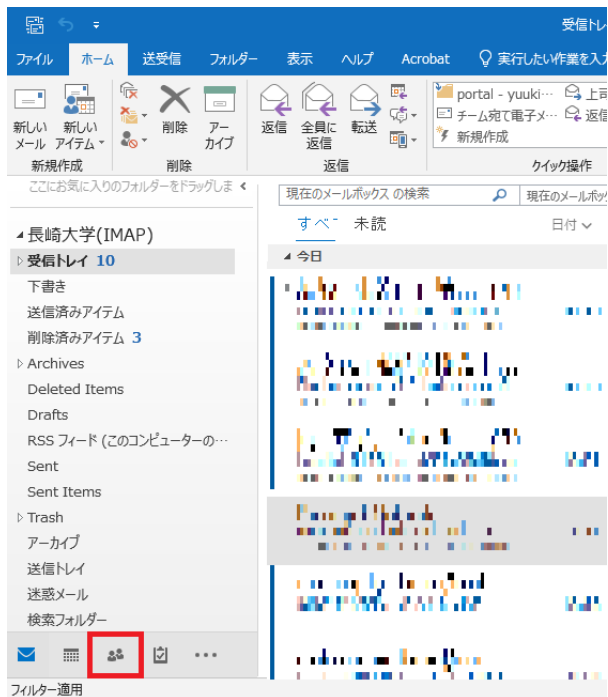 受信トレ
ファイル ホーム 送受信 フォルダー 表示 ヘルプ Acrobat 実行したい作業を入力
新しい メール
新しい アイテム
削除
アー カイブ
返信
全員に 返信
転送
portal - yuuki… 上司
チーム宛て電子メ… 返信
新規作成
新規作成 削除 返信 クイック操作
ここにお気に入りのフォルダーをドラッグしま
現在のメールボックス の検索 現在のメールボック
すべて 未読 日付
長崎大学(IMAP)
今日
受信トレイ 10
下書き
送信済みアイテム
削除済みアイテム 3
Archives
Deleted Items
Drafts
RSS フィード (このコンピューターの…
Sent
Sent Items
Trash
アーカイブ
送信トレイ
迷惑メール
検索フォルダー
フィルター適用